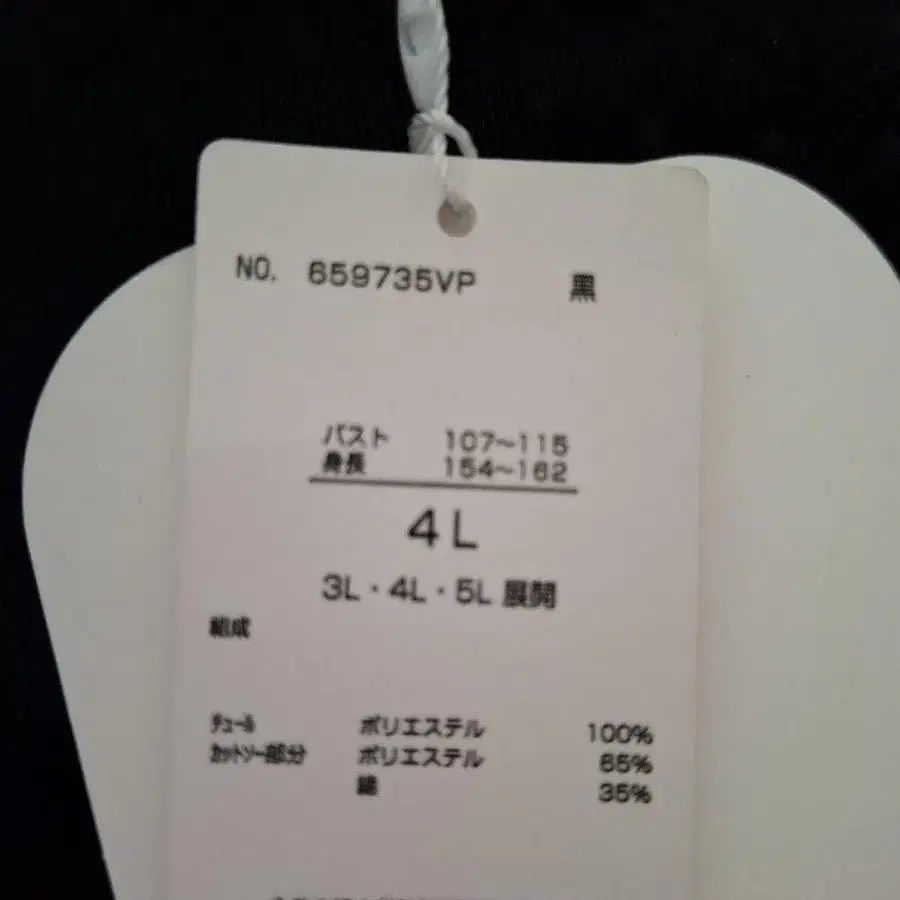 NO. 659735VP 黒
バスト 107~115
身長 154~162
4L
3L・4L・5L 展開
組成
チュール ポリエステル 100%
カットソー部分 ポリエステル 65%
綿 35%